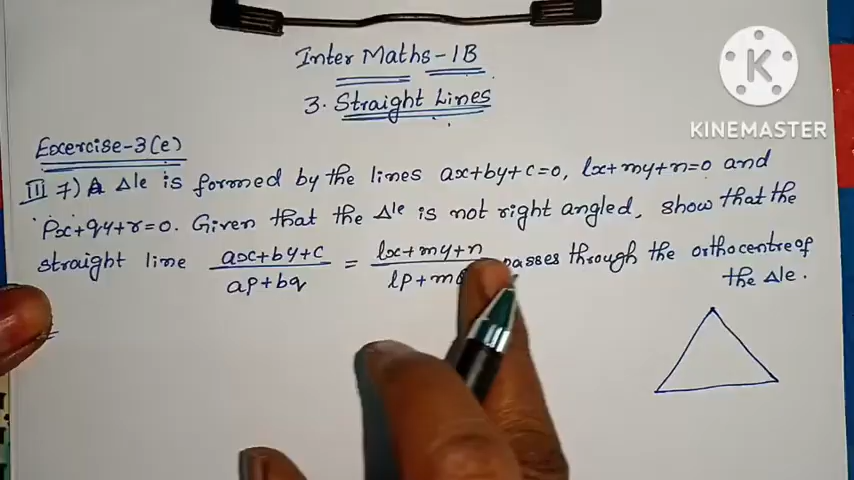 Inter Maths-1B
3. Straight Lines
KINEMASTER
Exercise-3(e)
III 7) A Δle is formed by the lines ax+by+c=0, lx+my+n=0 and
px+qy+r=0. Given that the Δle is not right angled, show that the
straight line ax+by+c/ap+bq = lx+my+n/lp+m passes through the orthocentre of
the Δle.